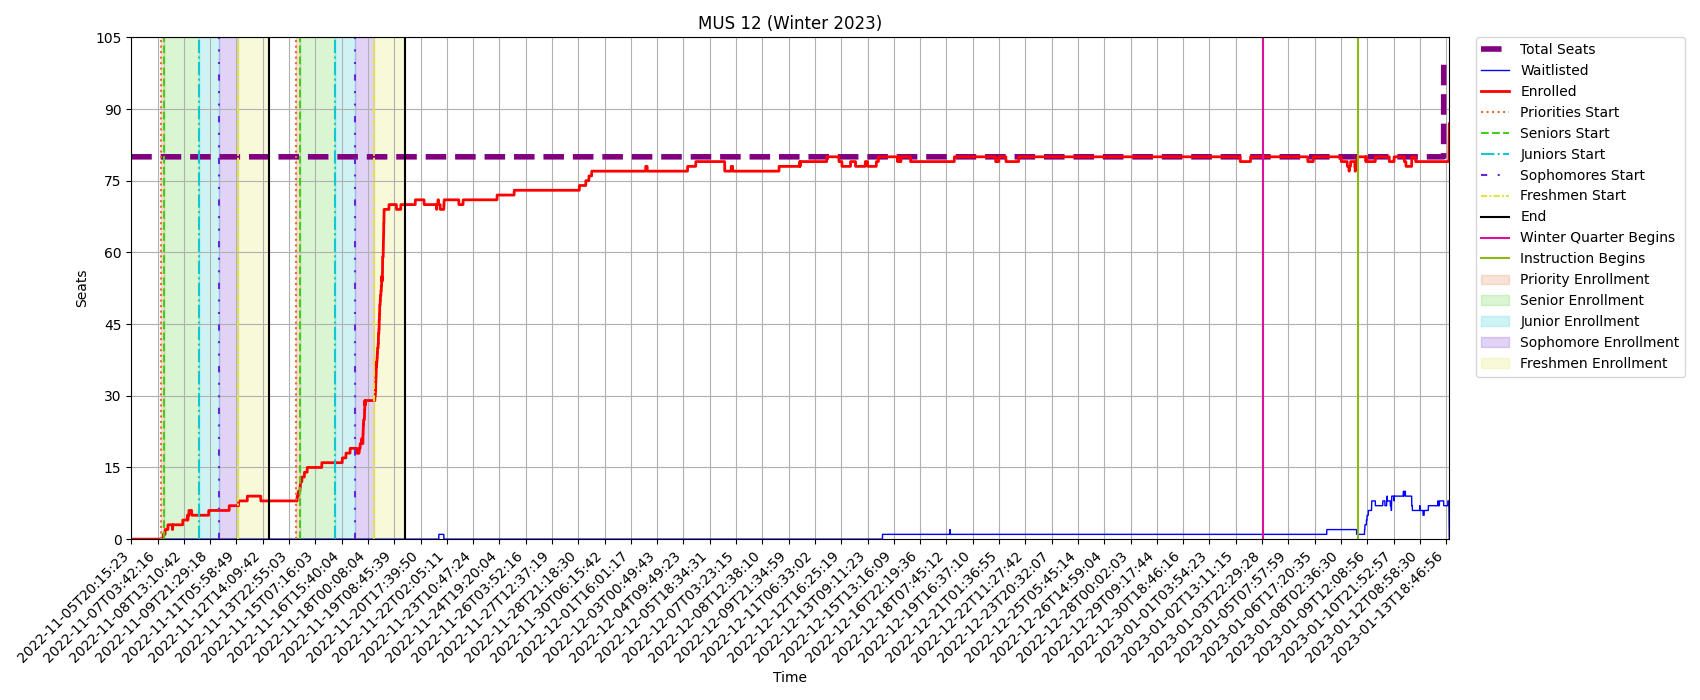 MUS 12 (Winter 2023)
105
90
75
60
45
30
15
0
Seats
2022-11-05T20:15:23
2022-11-07T03:42:16
2022-11-08T13:10:42
2022-11-09T21:29:18
2022-11-11T05:58:49
2022-11-12T14:09:42
2022-11-13T22:55:03
2022-11-15T07:16:03
2022-11-16T15:40:04
2022-11-18T00:08:04
2022-11-19T08:45:39
2022-11-20T17:39:50
2022-11-22T02:05:11
2022-11-23T10:47:24
2022-11-24T19:20:04
2022-11-26T03:52:16
2022-11-27T12:37:19
2022-11-28T21:18:30
2022-11-30T06:15:42
2022-12-01T16:01:17
2022-12-03T00:49:43
2022-12-04T09:49:23
2022-12-05T18:34:31
2022-12-07T03:23:15
2022-12-08T12:38:10
2022-12-09T21:34:59
2022-12-11T06:33:02
2022-12-12T16:25:19
2022-12-13T09:11:23
2022-12-15T13:16:09
2022-12-16T22:19:36
2022-12-18T07:45:12
2022-12-19T16:37:10
2022-12-21T01:36:55
2022-12-22T11:27:42
2022-12-23T20:32:07
2022-12-25T05:45:14
2022-12-26T14:59:04
2022-12-28T00:02:03
2022-12-29T09:17:44
2022-12-30T18:46:16
2023-01-01T03:54:23
2023-01-02T13:11:15
2023-01-03T22:29:28
2023-01-05T07:57:59
2023-01-06T17:20:35
2023-01-08T02:36:30
2023-01-09T12:08:56
2023-01-10T21:52:57
2023-01-12T08:58:30
2023-01-13T18:46:56
Time
Total Seats
Waitlisted
Enrolled
Priorities Start
Seniors Start
Juniors Start
Sophomores Start
Freshmen Start
End
Winter Quarter Begins
Instruction Begins
Priority Enrollment
Senior Enrollment
Junior Enrollment
Sophomore Enrollment
Freshmen Enrollment